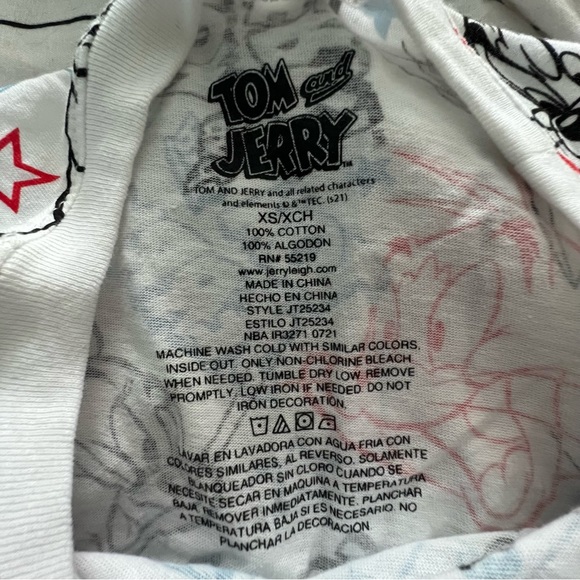 TOM and
JERRY™
TOM AND JERRY and all related characters
and elements © &™TEC. (s21)
XS/XCH
100% COTTON
100% ALGODON
RN# 55219
www.jerryleigh.com
MADE IN CHINA
HECHO EN CHINA
STYLE JT25234
ESTILO JT25234
NBA IR3271 0721
MACHINE WASH COLD WITH SIMILAR COLORS,
INSIDE OUT. ONLY NON-CHLORINE BLEACH
WHEN NEEDED. TUMBLE DRY LOW. REMOVE
PROMPTLY. LOW IRON IF NEEDED. DO NOT
IRON DECORATION.
LAVAR EN LAVADORA CON AGUA FRIA CON
COLORES SIMILARES, AL REVERSO. SOLAMENTE
BLANQUEADOR SIN CLORO CUANDO SE
NECESITE SECAR EN MAQUINA A TEMPERATURA
BAJA. REMOVER INMEDIATAMENTE. PLANCHAR
A TEMPERATURA BAJA SI ES NECESARIO. NO
PLANCHAR LA DECORACION